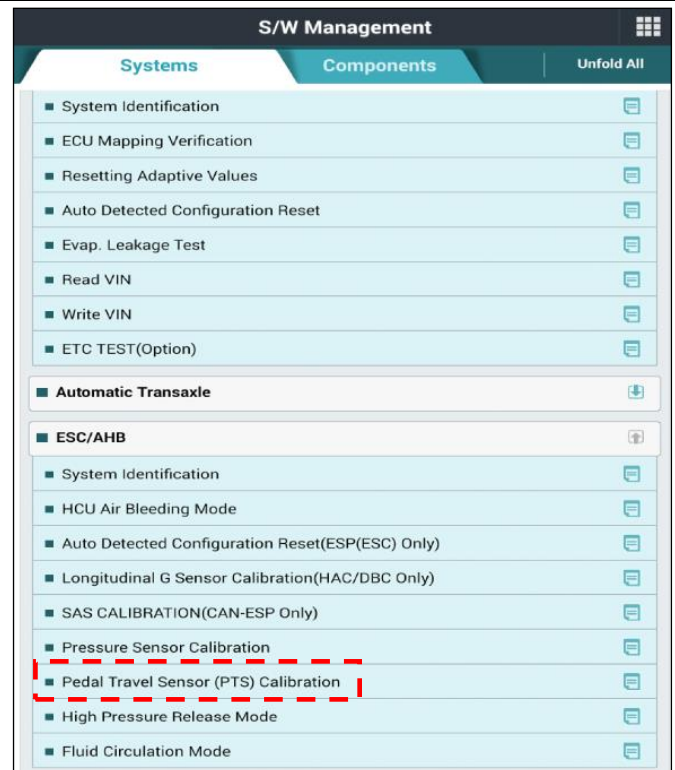 S/W Management
Systems
Components
Unfold All
System Identification
ECU Mapping Verification
Resetting Adaptive Values
Auto Detected Configuration Reset
Evap. Leakage Test
Read VIN
Write VIN
ETC TEST(Option)
Automatic Transaxle
ESC/AHB
System Identification
HCU Air Bleeding Mode
Auto Detected Configuration Reset(ESP(ESC) Only)
Longitudinal G Sensor Calibration(HAC/DBC Only)
SAS CALIBRATION(CAN-ESP Only)
Pressure Sensor Calibration
Pedal Travel Sensor (PTS) Calibration
High Pressure Release Mode
Fluid Circulation Mode